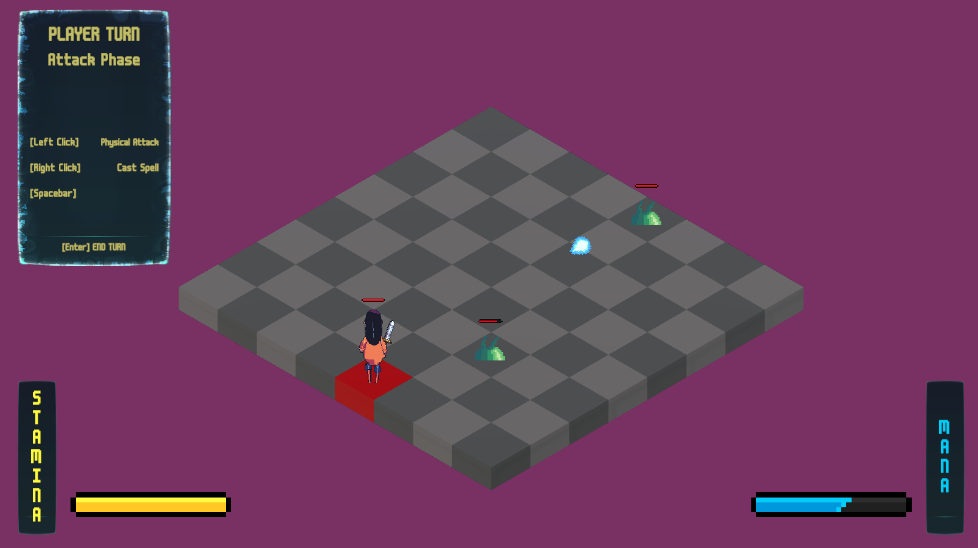 PLAYER TURN
Attack Phase
[Left Click] Physical Attack
[Right Click] Cast Spell
[Spacebar]
[Enter] END TURN
STAMINA
MANA